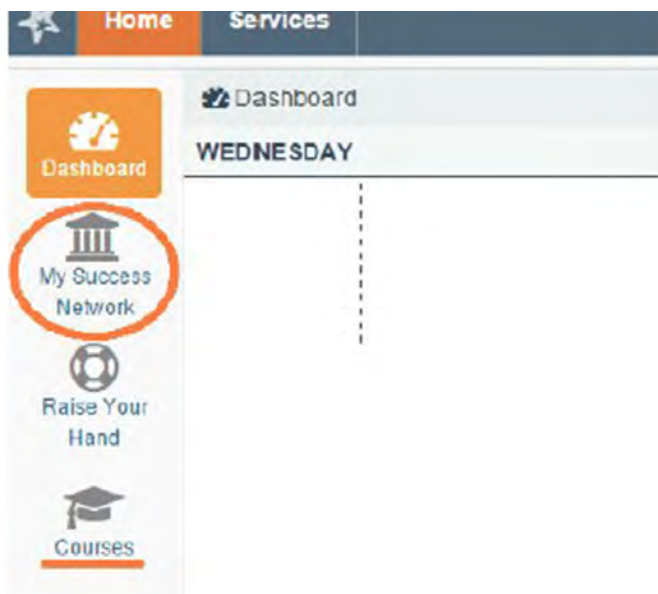 Home Services
Dashboard
Dashboard
WEDNESDAY
My Success
Network
Raise Your
Hand
Courses